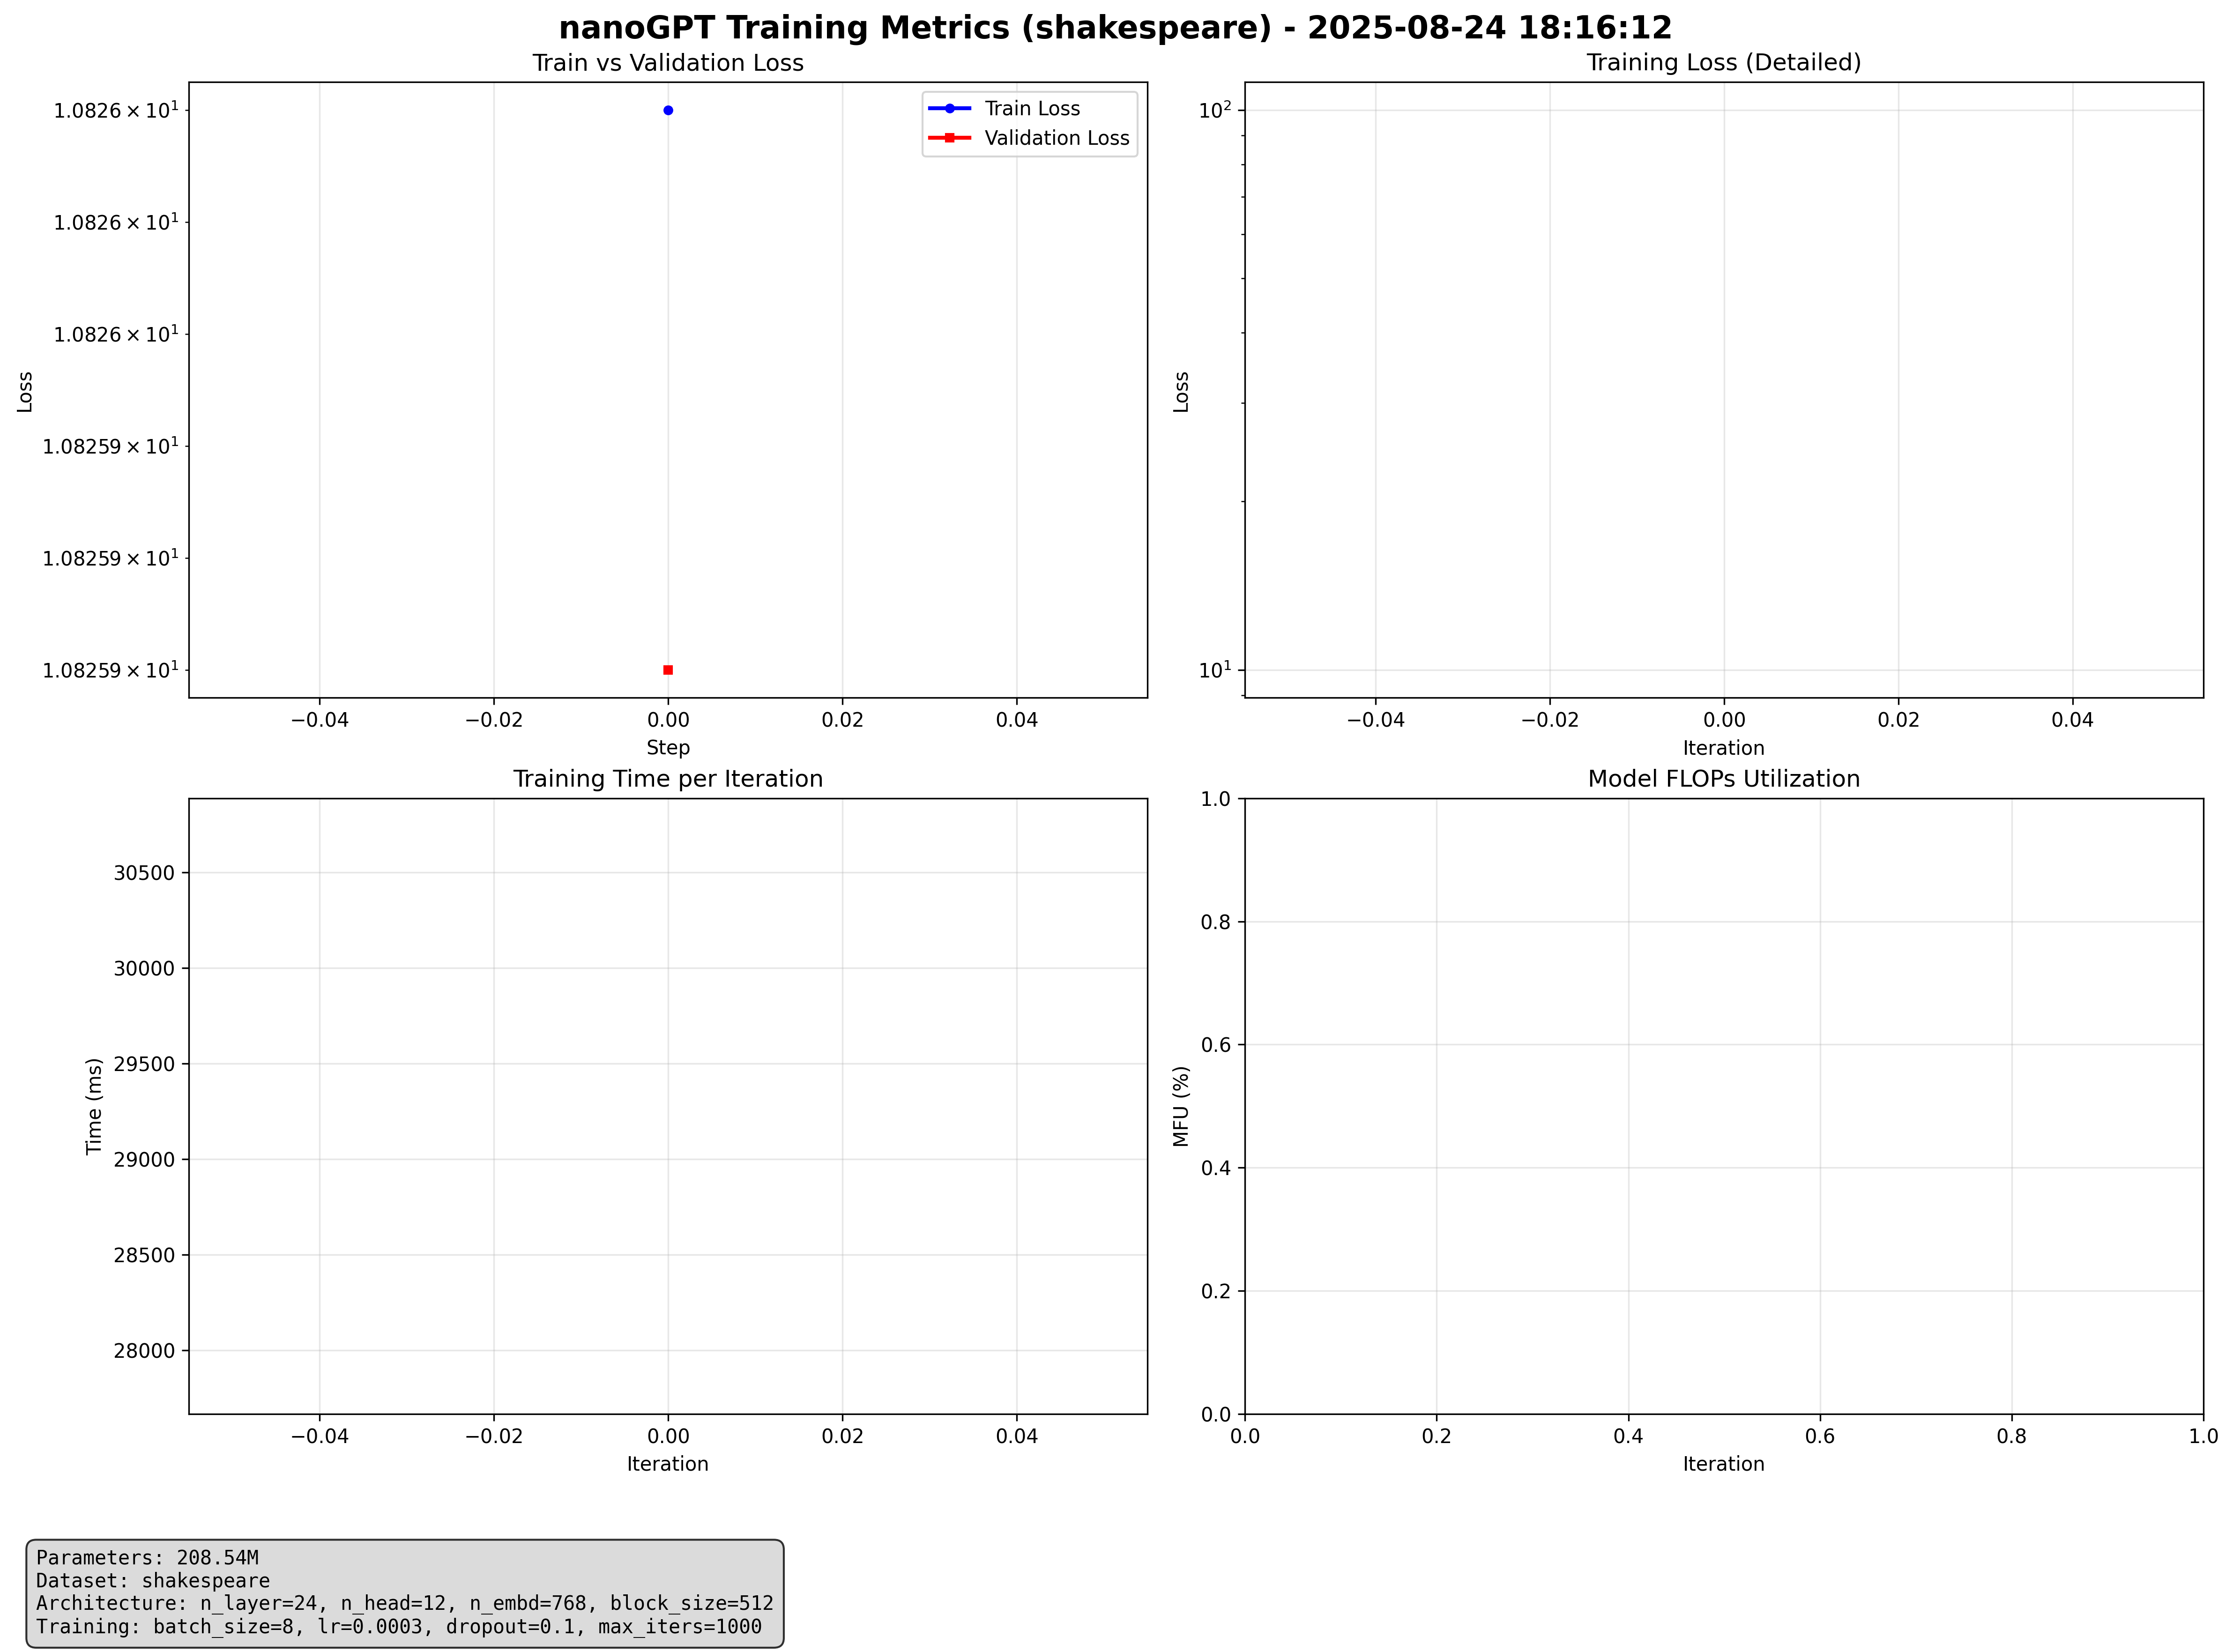 nanoGPT Training Metrics (shakespeare) - 2025-08-24 18:16:12
Train vs Validation Loss
1.0826 × 10¹
1.0826 × 10¹
1.0826 × 10¹
1.08259 × 10¹
1.08259 × 10¹
1.08259 × 10¹
Loss
Train Loss
Validation Loss
−0.04 −0.02 0.00 0.02 0.04
Step
Training Loss (Detailed)
10²
10¹
Loss
−0.04 −0.02 0.00 0.02 0.04
Iteration
Training Time per Iteration
30500
30000
29500
29000
28500
28000
Time (ms)
−0.04 −0.02 0.00 0.02 0.04
Iteration
Model FLOPs Utilization
1.0
0.8
0.6
0.4
0.2
0.0
MFU (%)
0.0 0.2 0.4 0.6 0.8 1.0
Iteration
Parameters: 208.54M
Dataset: shakespeare
Architecture: n_layer=24, n_head=12, n_embd=768, block_size=512
Training: batch_size=8, lr=0.0003, dropout=0.1, max_iters=1000